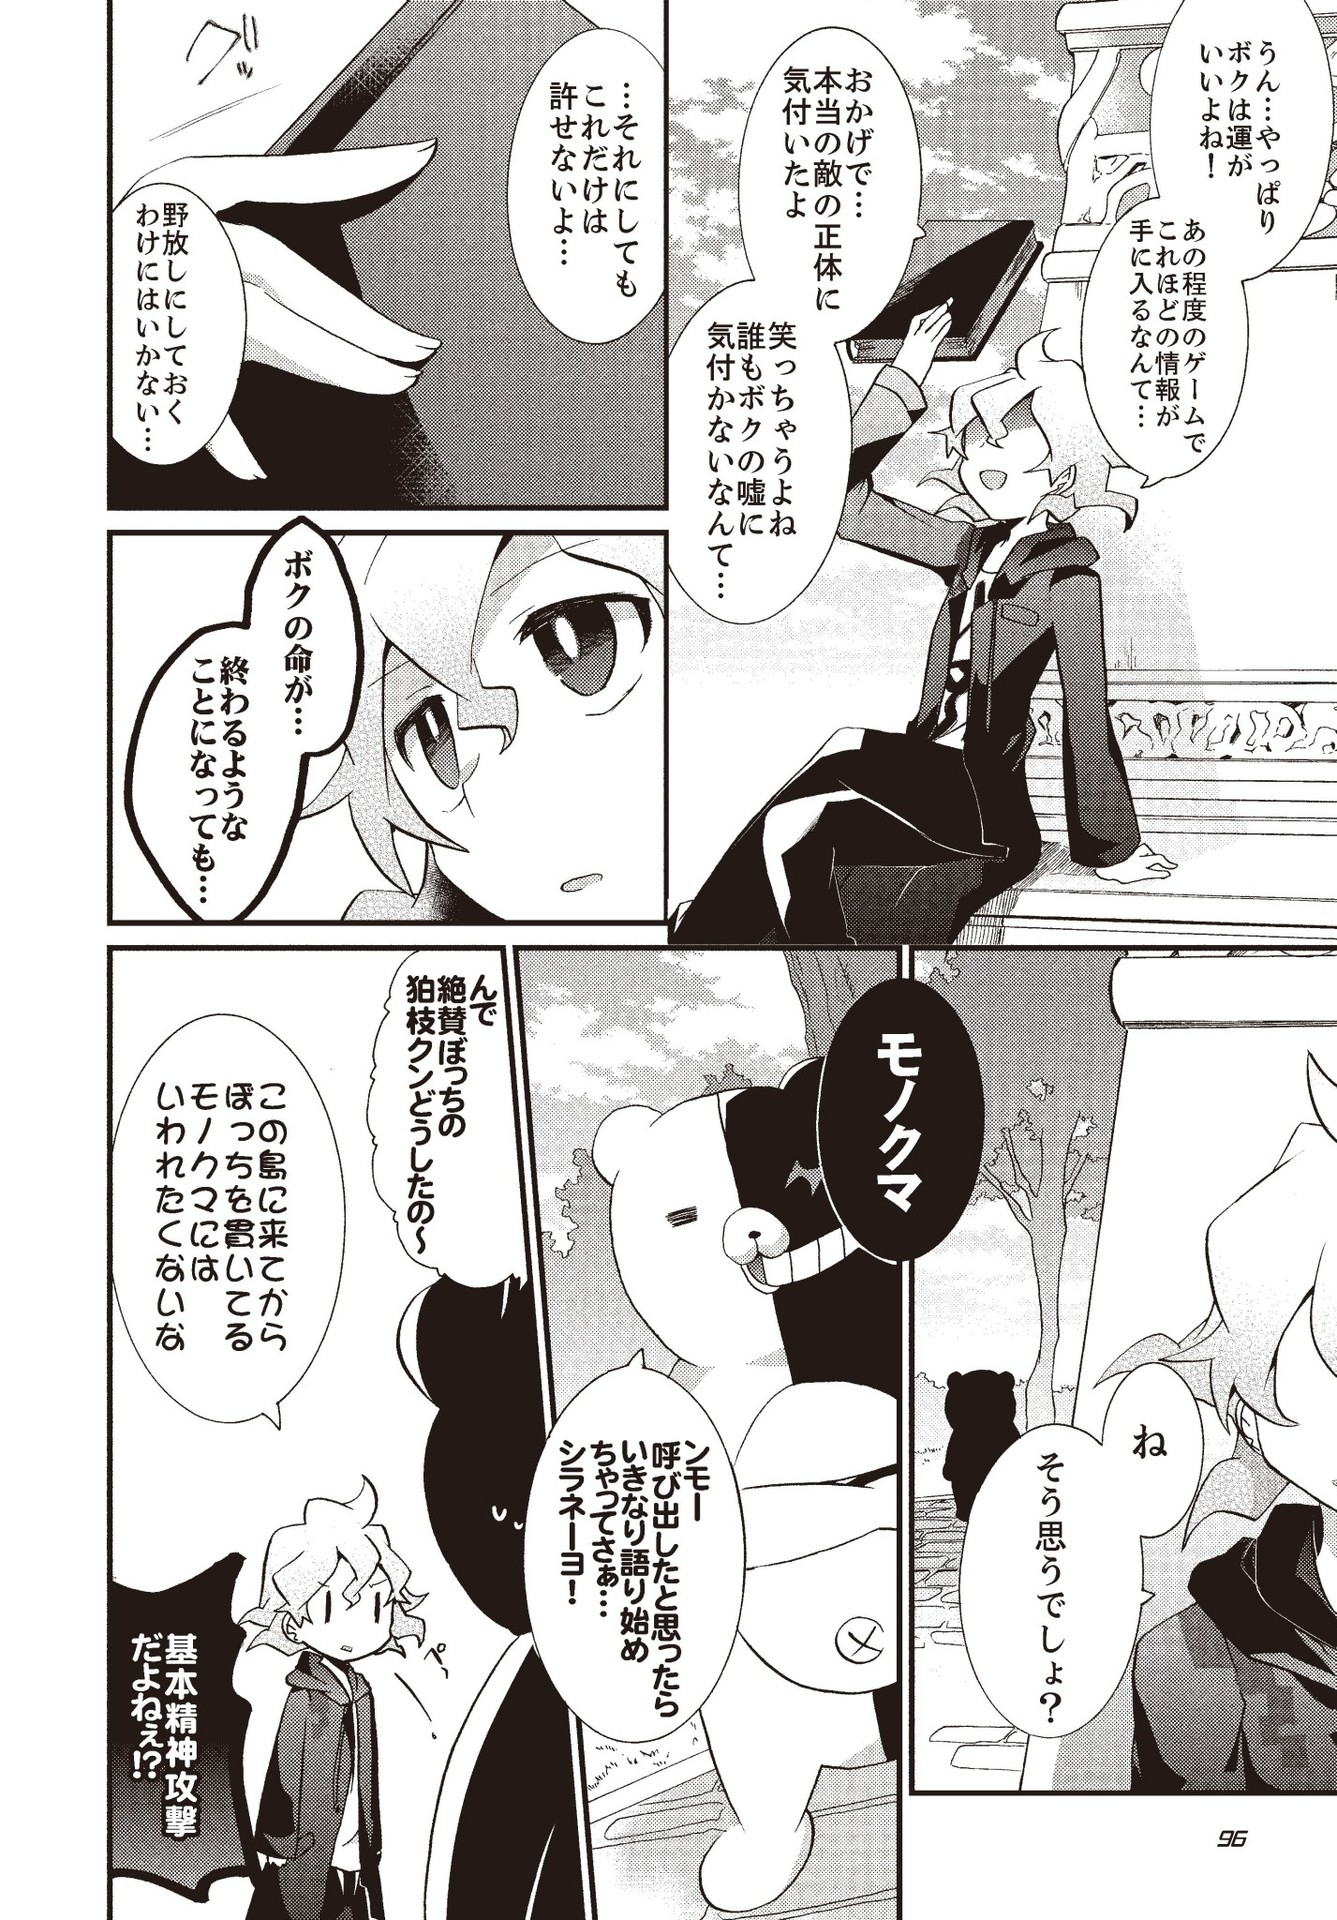 うん…やっぱり
ボクは運が
いいよね！
あの程度のゲームで
これほどの情報が
手に入るなんて…
おかげで…
本当の敵の正体に
気付いたよ
笑っちゃうよね
誰もボクの嘘に
気付かないなんて…
…それにしても
これだけは
許せないよ…
グッ
野放しにしておく
わけにはいかない…
ボクの命が…
終わるような
ことになっても…
ね
そう思うでしょ？
モノクマ
ンモー
呼び出したと思ったら
いきなり語り始め
ちゃってさぁ…
シラネーヨ！
んで
絶賛ぼっちの
狛枝クンどうしたの〜
この島に来てから
ぼっちを貫いてる
モノクマには
いわれたくないな
基本精神攻撃
だよねぇ!?
96